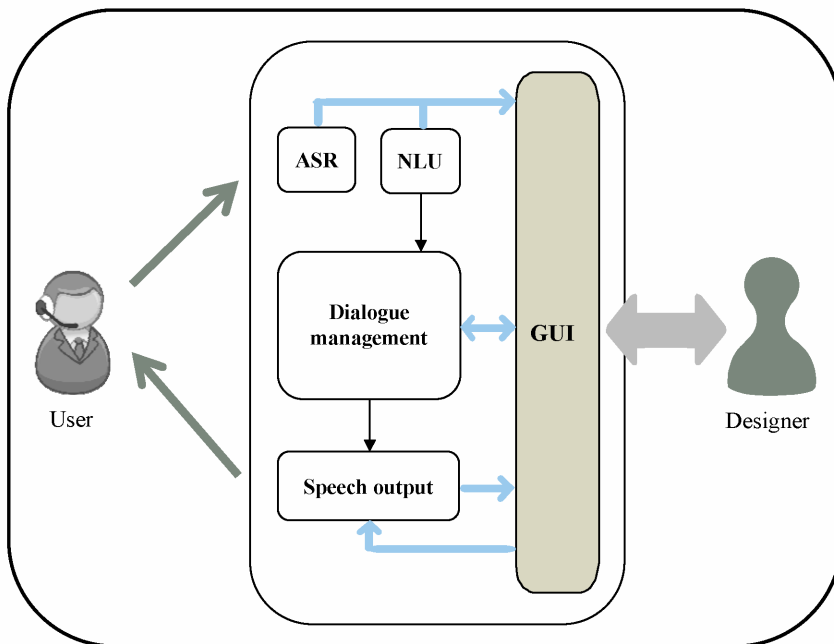 ASR
NLU
Dialogue
management
GUI
User
Designer
Speech output